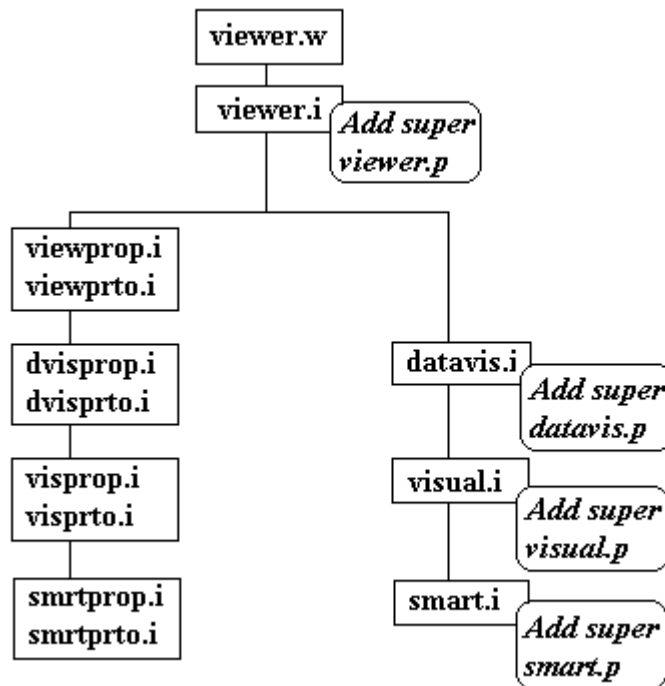 viewer.w
viewer.i
Add super
viewer.p
viewprop.i
viewprto.i
dvisprop.i
dvisprto.i
datavis.i
Add super
datavis.p
visprop.i
visprto.i
visual.i
Add super
visual.p
smrtprop.i
smrtprto.i
smart.i
Add super
smart.p